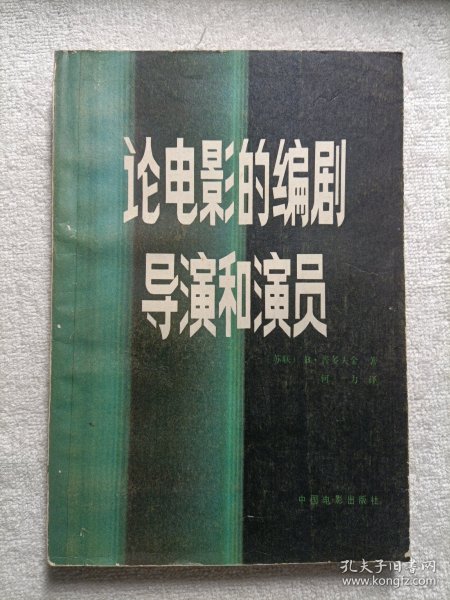 论电影的编剧
导演和演员
〔苏联〕 普多夫金 著
何 力 译
中国电影出版社
孔夫子旧书网
www.kongfz.com